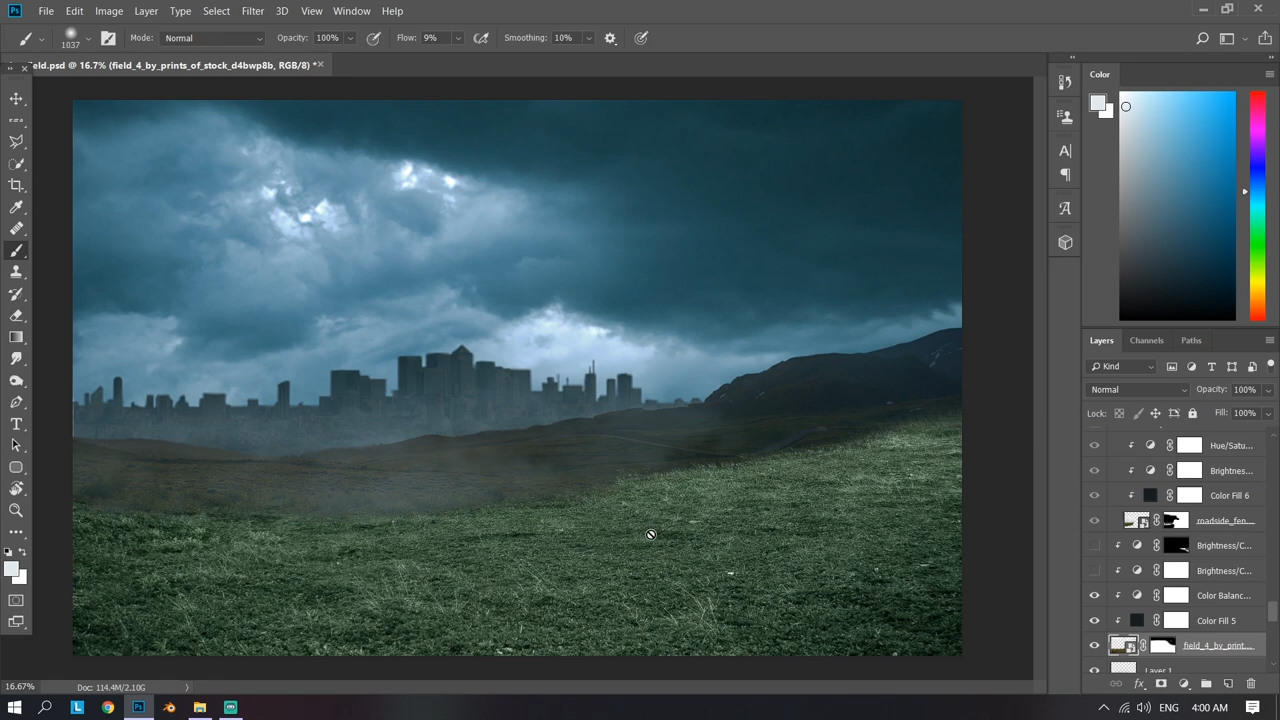 Ps File Edit Image Layer Type Select Filter 3D View Window Help
1037 Mode: Normal Opacity: 100% Flow: 9% Smoothing: 10%
ield.psd @ 16.7% (field_4_by_prints_of_stock_d4bwp8b, RGB/8) *
Color
Layers Channels Paths
Kind
Normal Opacity: 100%
Lock: Fill: 100%
Hue/Satu...
Brightnes...
Color Fill 6
roadside_fen...
Brightness/C...
Brightness/C...
Color Balanc...
Color Fill 5
field_4_by_print...
Layer 1
16.67% Doc: 114.4M/2.10G
ENG 4:00 AM